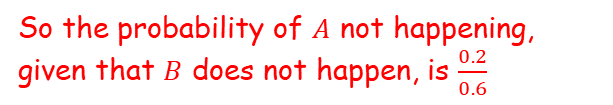 So the probability of A not happening,
given that B does not happen, is 0.2/0.6